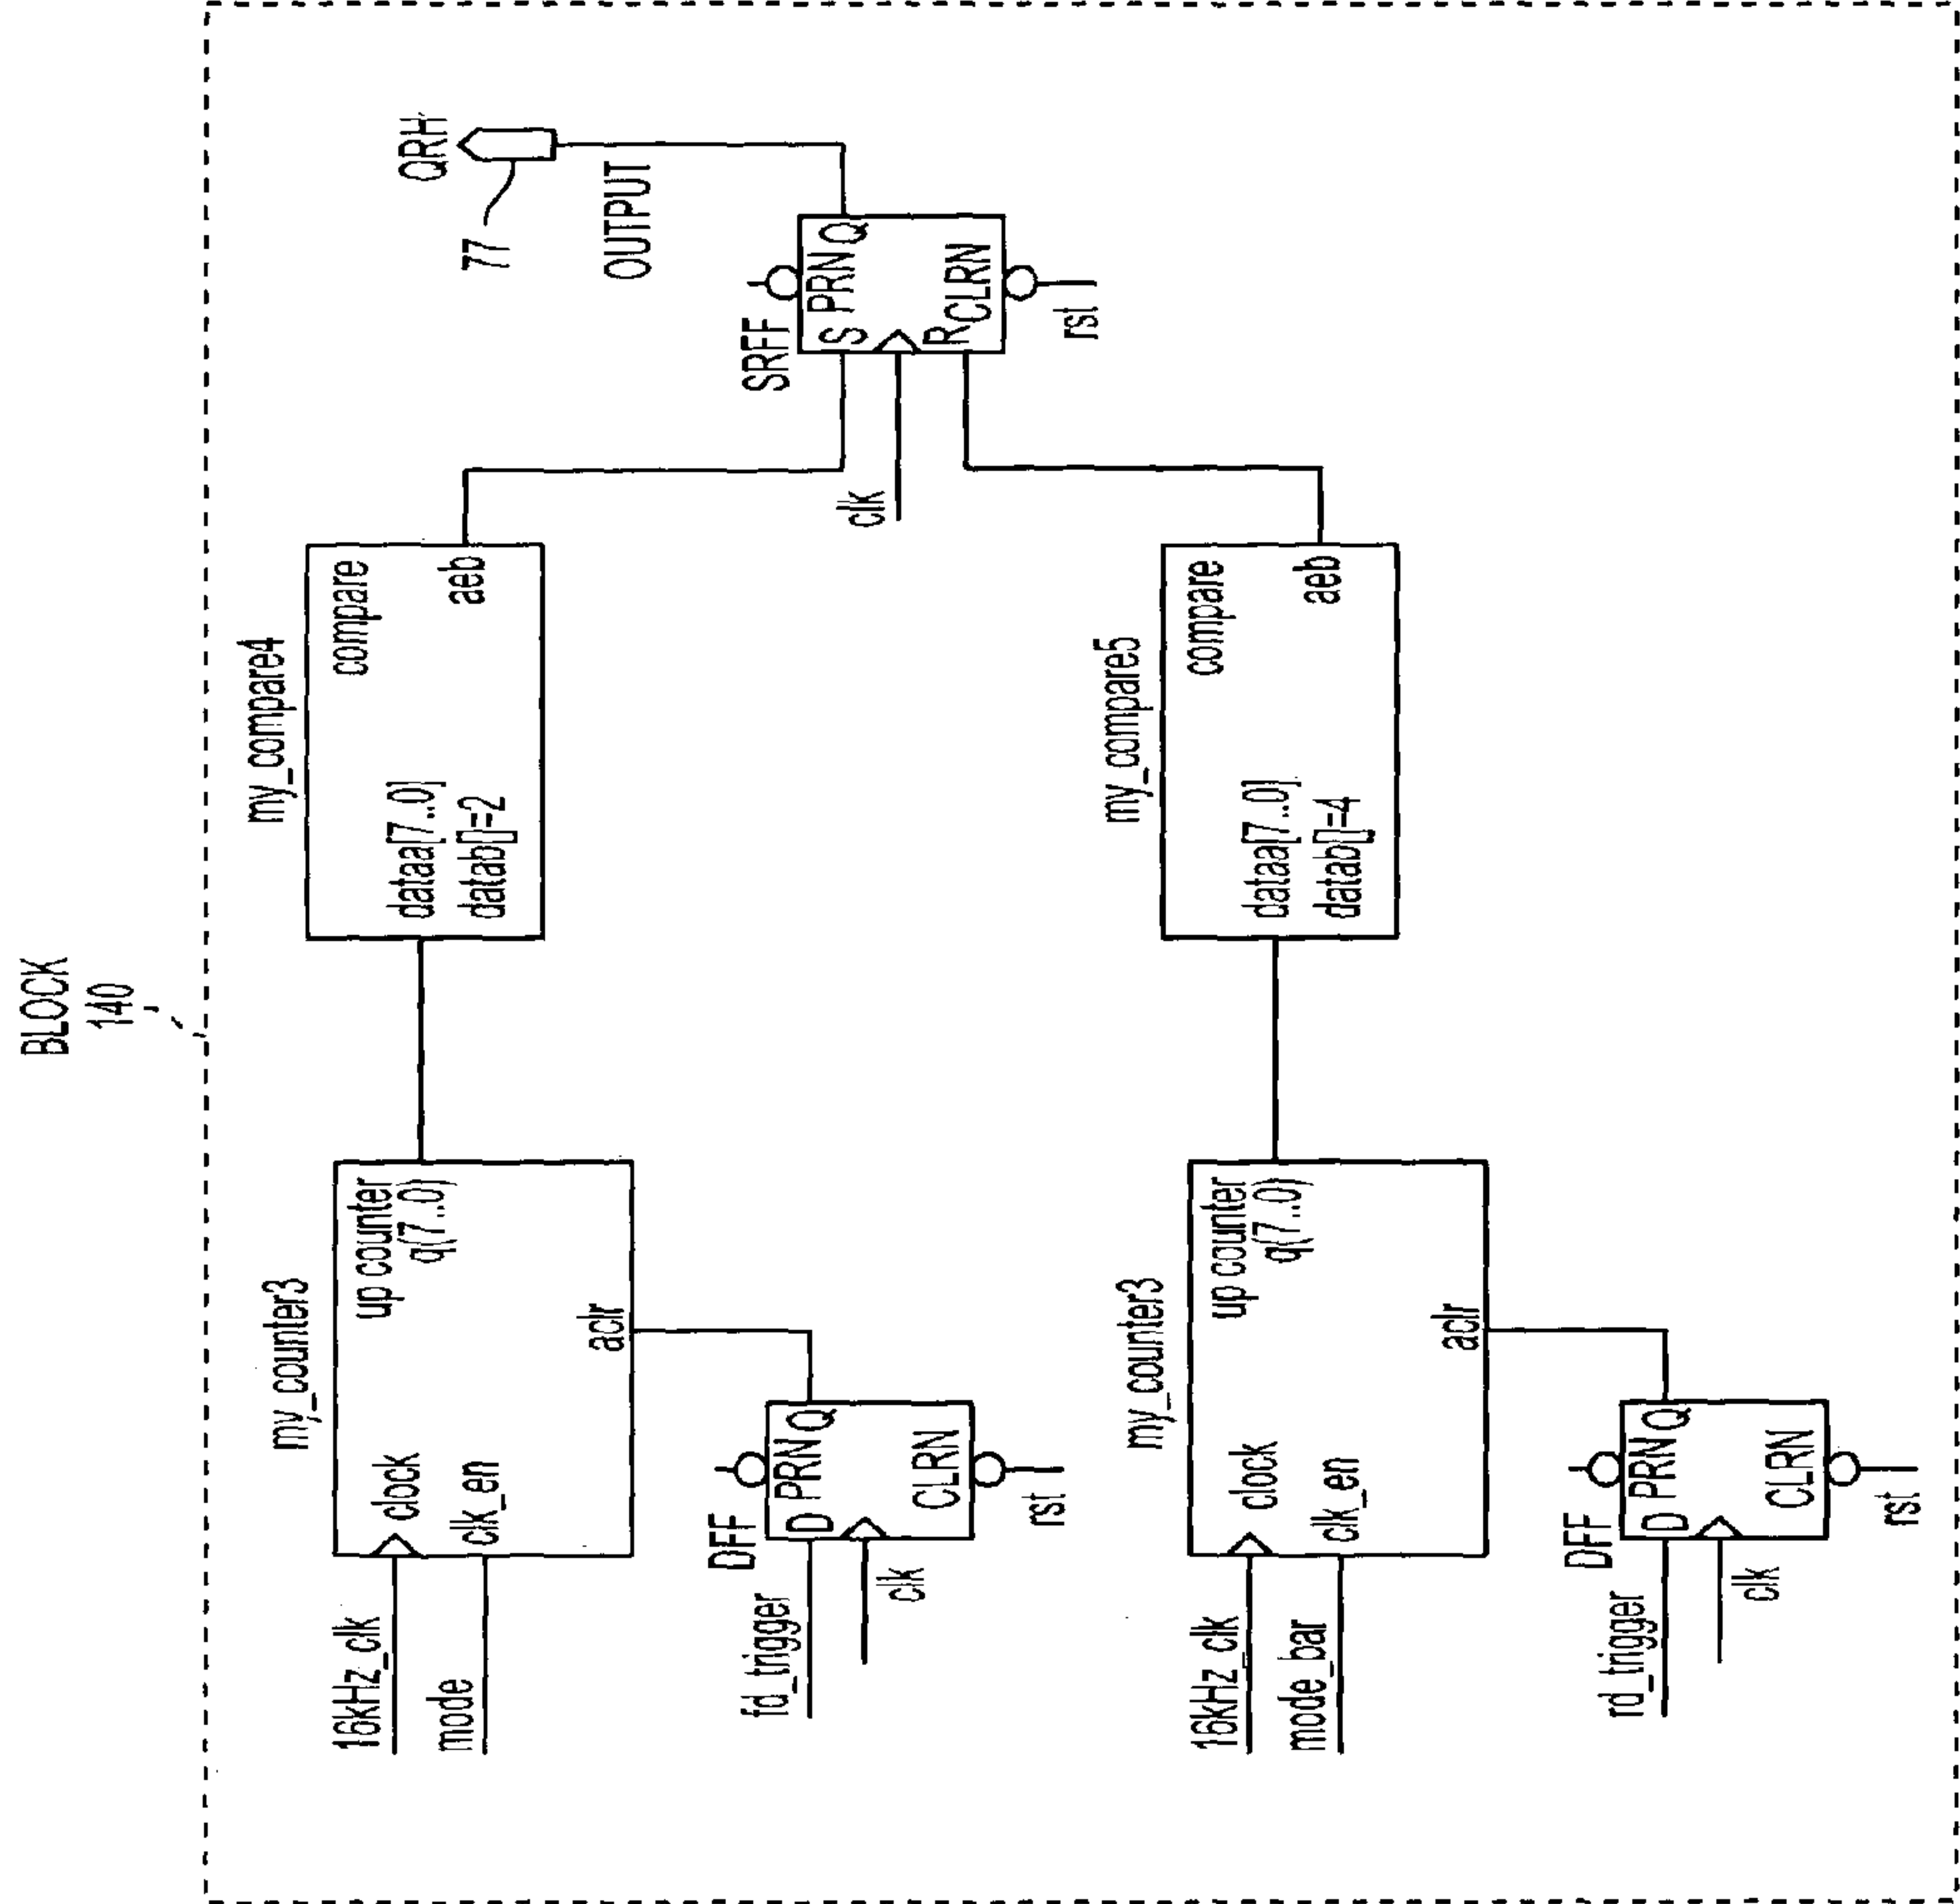 BLOCK
140
my_counter3
up counter
q(7..0)
clock
clk_en
aclr
16kHz_clk
mode
DFF
D
PRN
Q
CLRN
fd_trigger
clk
rst
my_compare4
compare
dataa[7..0]
datab[]=2
aeb
SRFF
S
PRN
Q
R
CLRN
clk
rst
OUTPUT
77
QRH
my_counter3
up counter
q(7..0)
clock
clk_en
aclr
16kHz_clk
mode_bar
DFF
D
PRN
Q
CLRN
rd_trigger
clk
rst
my_compare5
compare
dataa[7..0]
datab[]=4
aeb